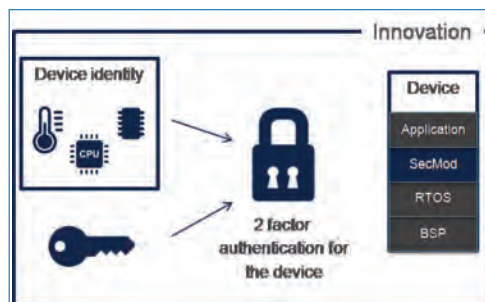 Innovation
Device identity
CPU
2 factor
authentication for
the device
Device
Application
SecMod
RTOS
BSP